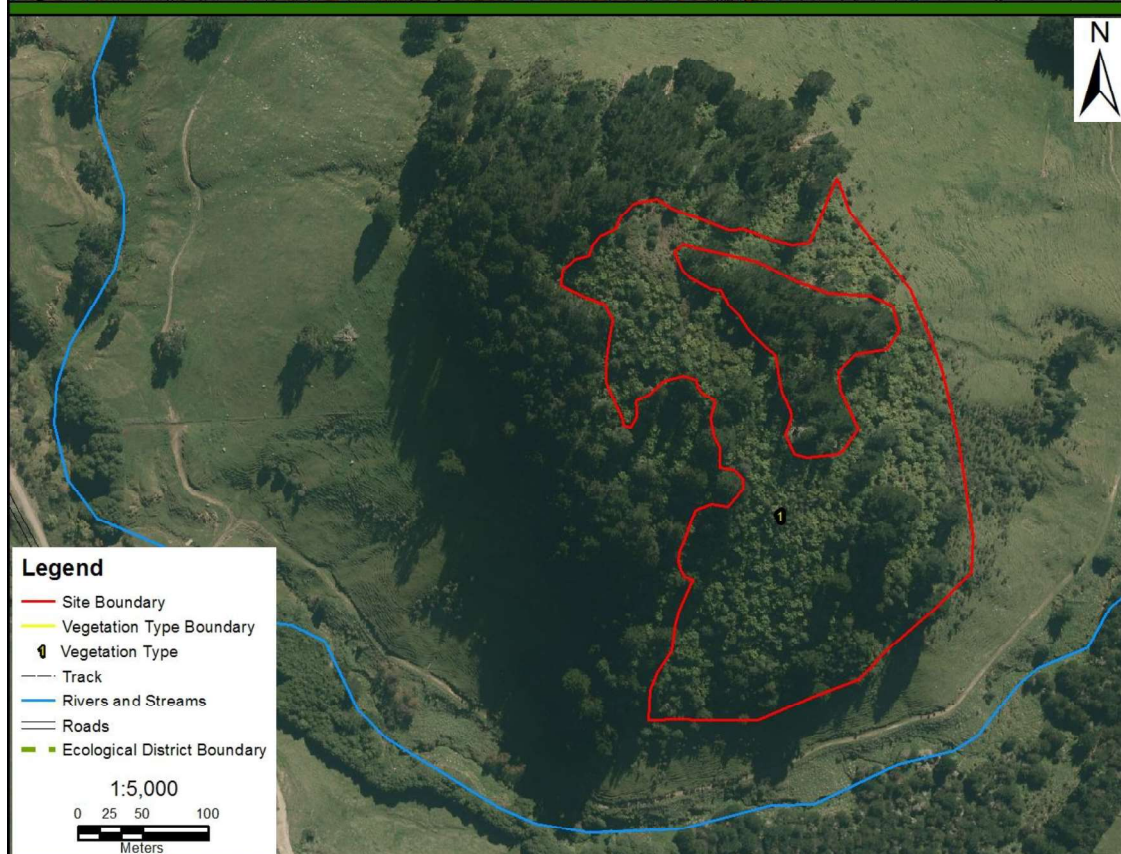 N
1
Legend
Site Boundary
Vegetation Type Boundary
1 Vegetation Type
Track
Rivers and Streams
Roads
Ecological District Boundary
1:5,000
0 25 50 100
Meters